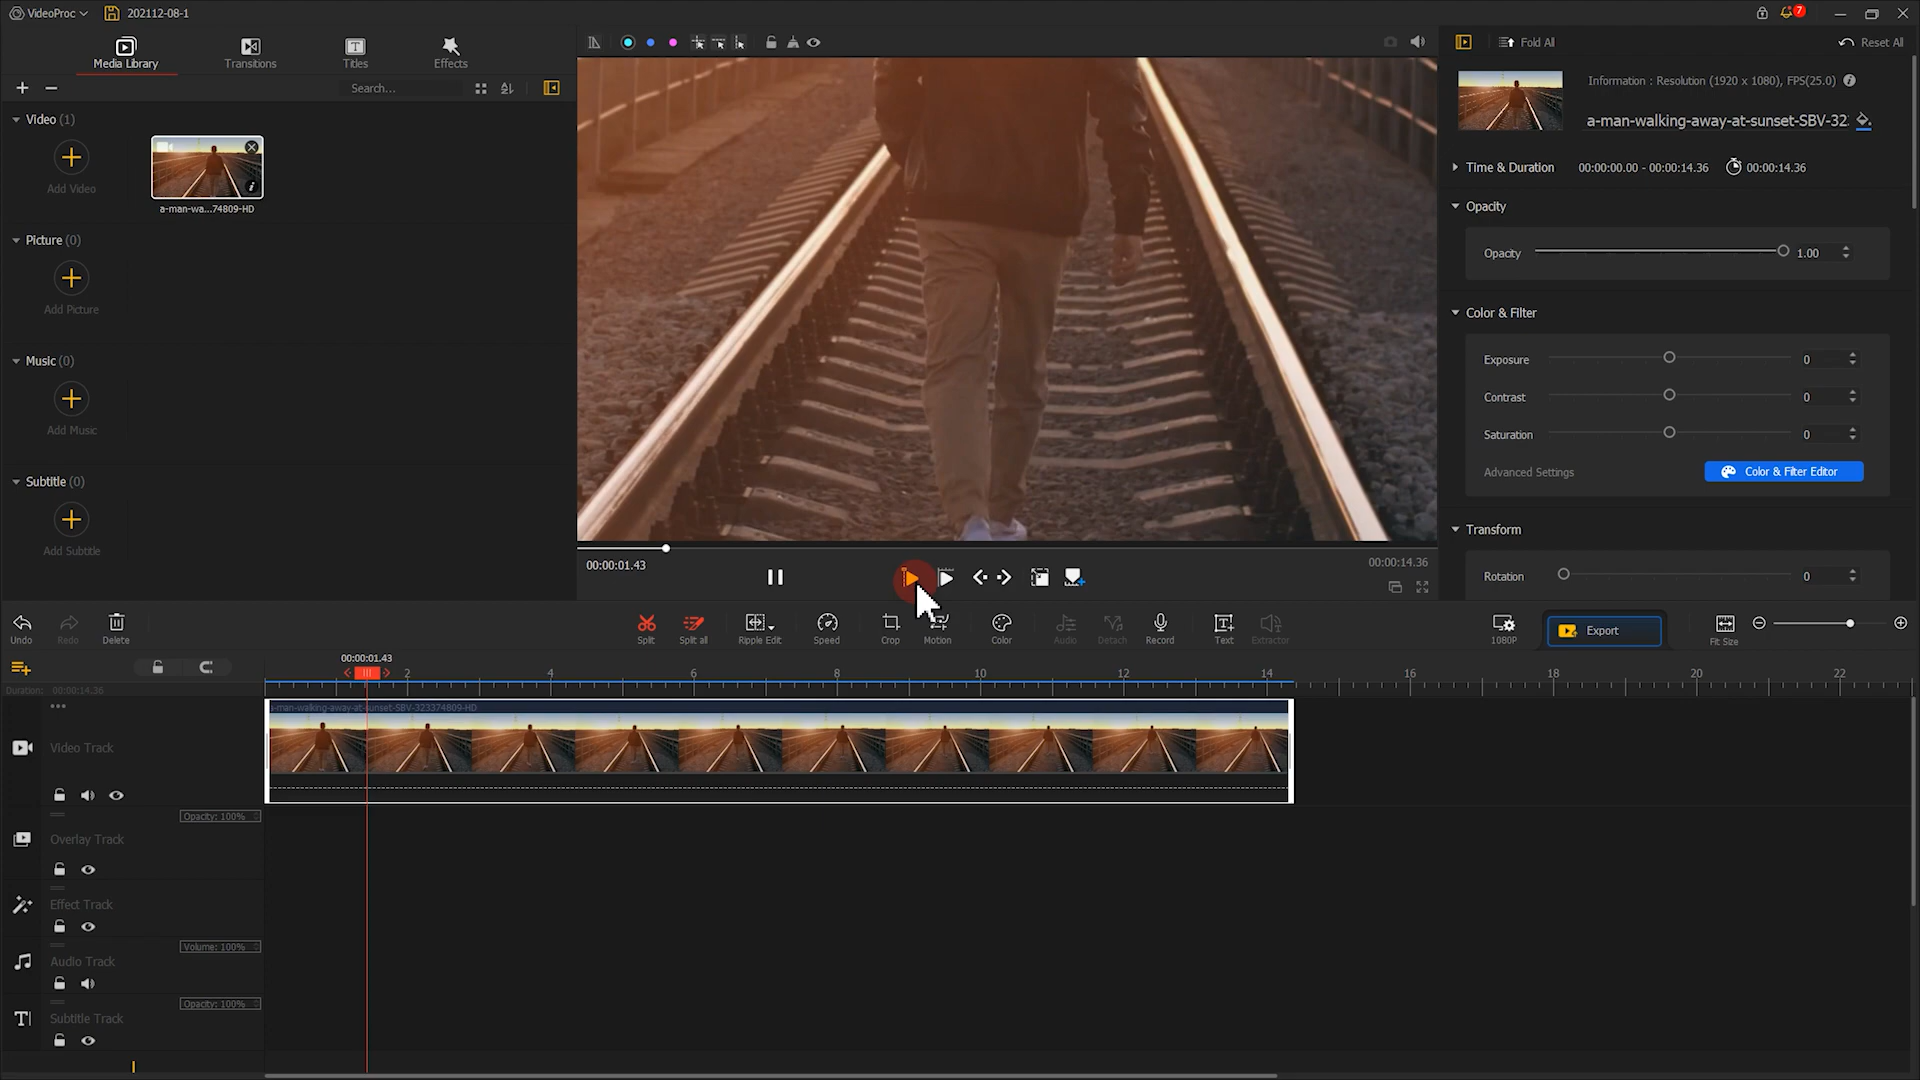 VideoProc
202112-08-1
7
Media Library
Transitions
Titles
Effects
Search...
Video (1)
Add Video
a-man-wa...74809-HD
Picture (0)
Add Picture
Music (0)
Add Music
Subtitle (0)
Add Subtitle
00:00:01.43
00:00:14.36
Fold All
Reset All
Information : Resolution (1920 x 1080), FPS(25.0)
a-man-walking-away-at-sunset-SBV-32
Time & Duration
00:00:00.00 - 00:00:14.36
00:00:14.36
Opacity
Opacity
1.00
Color & Filter
Exposure
0
Contrast
0
Saturation
0
Advanced Settings
Color & Filter Editor
Transform
Rotation
0
Undo
Redo
Delete
Split
Split all
Ripple Edit
Speed
Crop
Motion
Color
Audio
Detach
Record
Text
Extractor
1080P
Export
Fit Size
00:00:01.43
2
4
6
8
10
12
14
16
18
20
22
Duration: 00:00:14.36
a-man-walking-away-at-sunset-SBV-323374809-HD
Video Track
Opacity: 100%
Overlay Track
Effect Track
Volume: 100%
Audio Track
Opacity: 100%
Subtitle Track